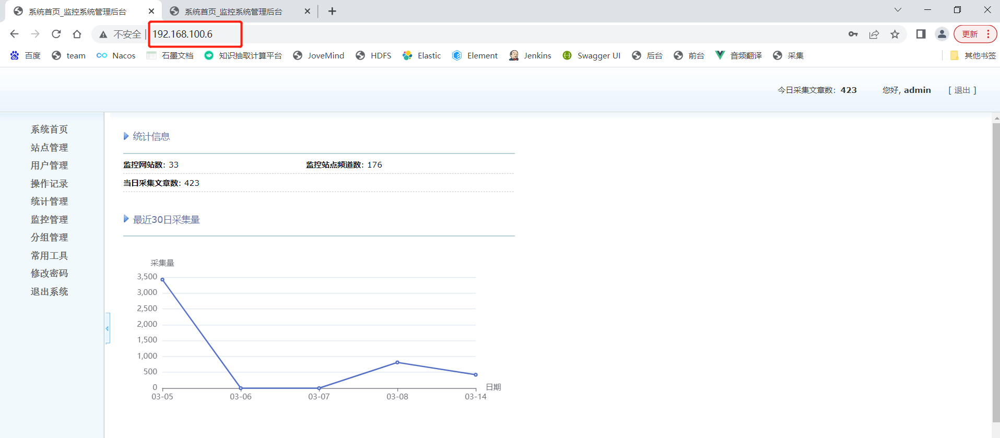 系统首页_监控系统管理后台
系统首页_监控系统管理后台
不安全 192.168.100.6
更新
百度 team Nacos 石墨文档 知识抽取计算平台 JoveMind HDFS Elastic Element Jenkins Swagger UI 后台 前台 音频翻译 采集 其他书签
今日采集文章数：423 您好, admin [ 退出 ]
系统首页
站点管理
用户管理
操作记录
统计管理
监控管理
分组管理
常用工具
修改密码
退出系统
统计信息
监控网站数：33 监控站点频道数：176
当日采集文章数：423
最近30日采集量
采集量
3,500
3,000
2,500
2,000
1,500
1,000
500
0
03-05 03-06 03-07 03-08 03-14
日期